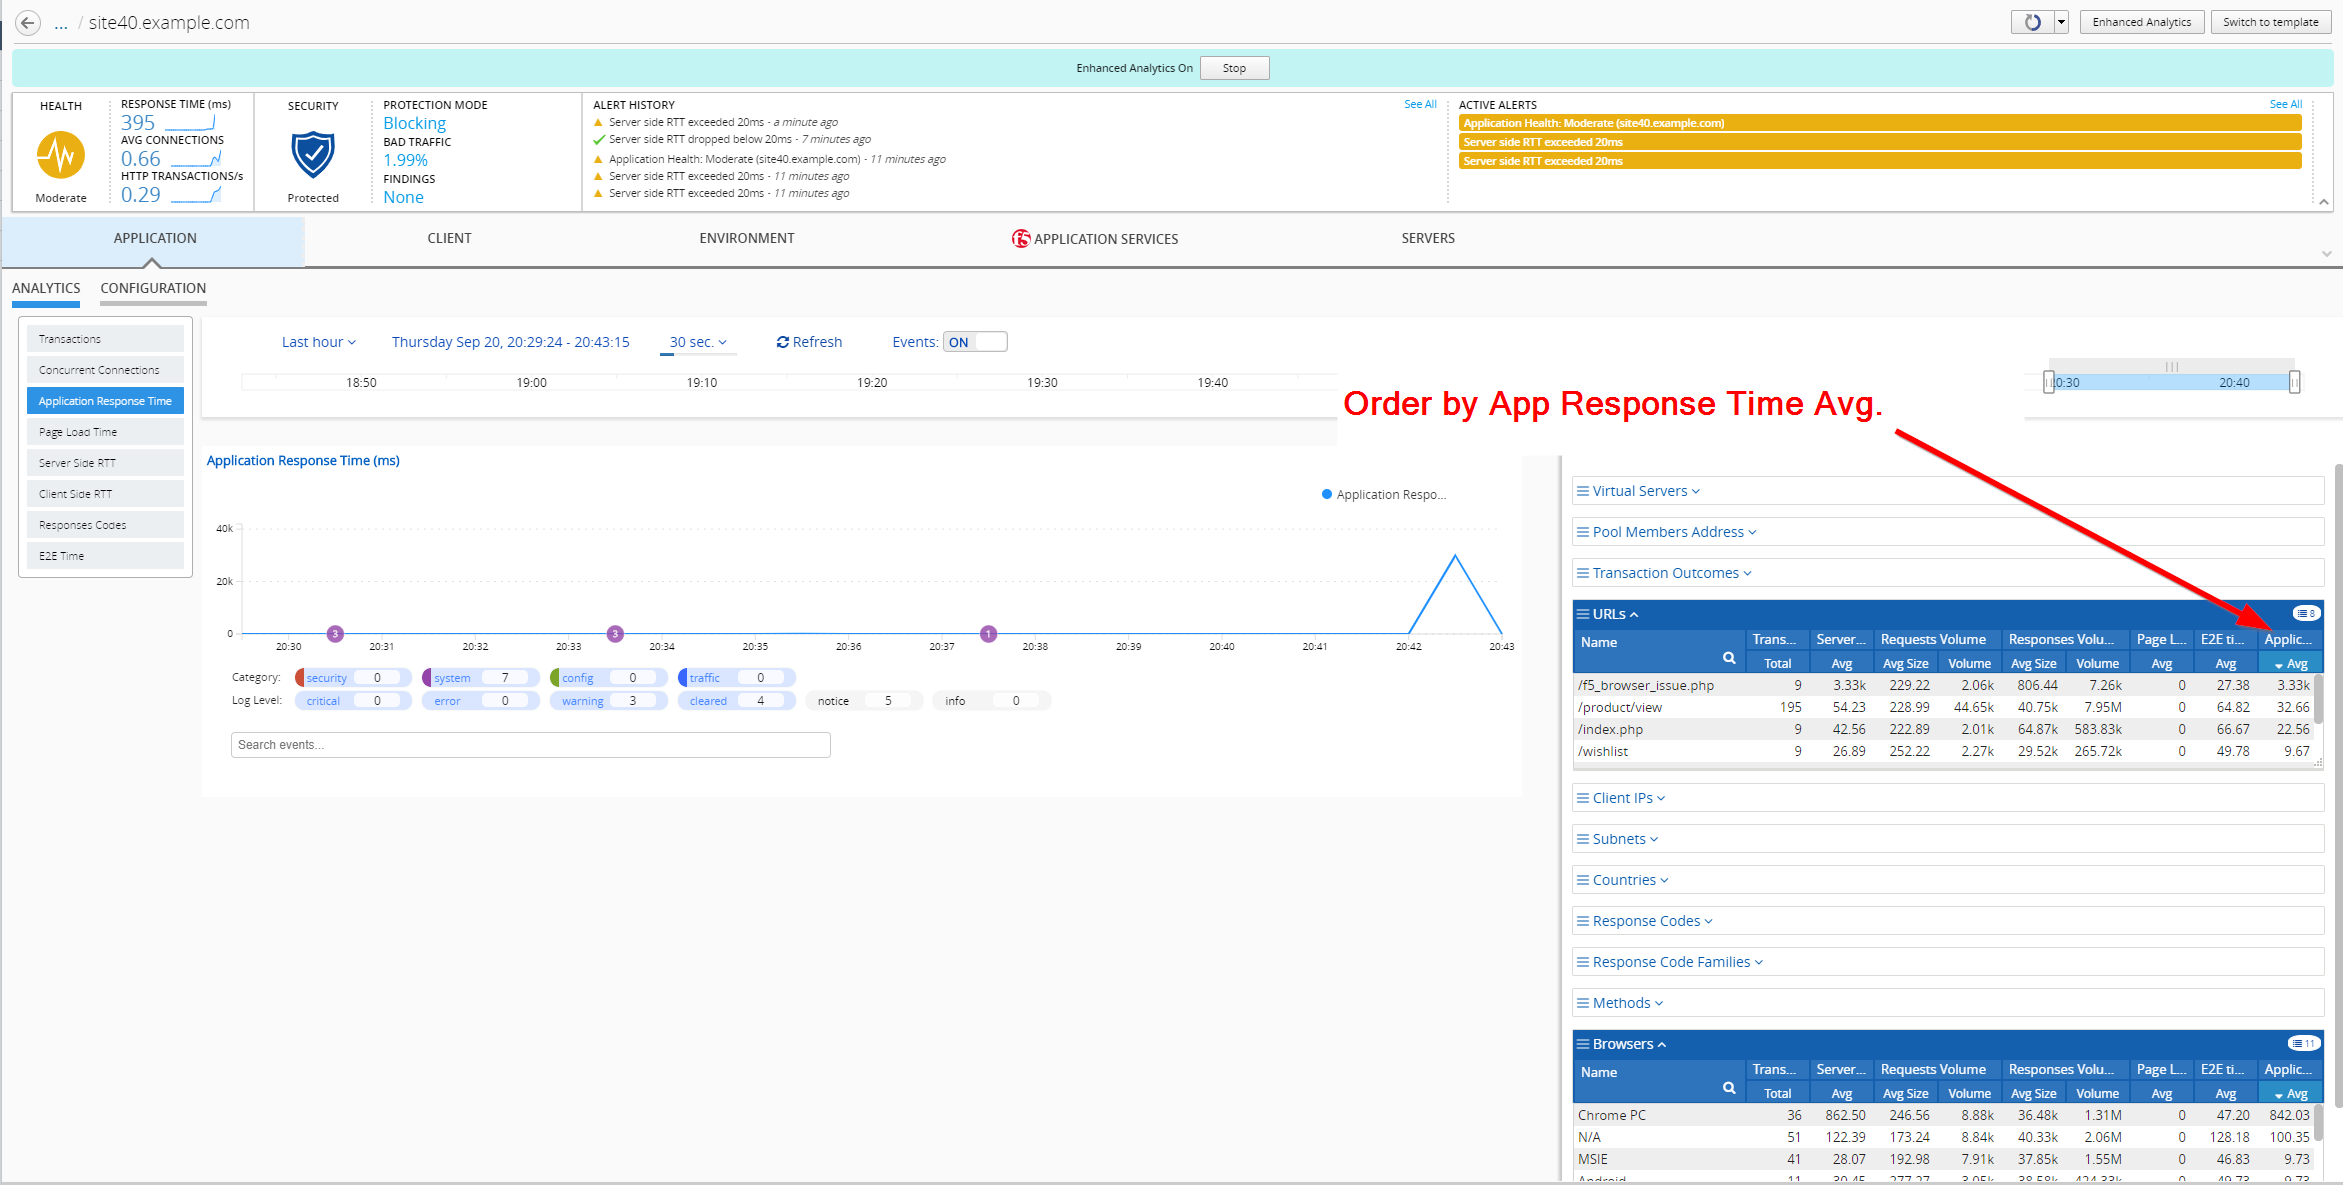 ... / site40.example.com
Enhanced Analytics
Switch to template
Enhanced Analytics On Stop
HEALTH
Moderate
RESPONSE TIME (ms)
395
AVG CONNECTIONS
0.66
HTTP TRANSACTIONS/s
0.29
SECURITY
Protected
PROTECTION MODE
Blocking
BAD TRAFFIC
1.99%
FINDINGS
None
ALERT HISTORY See All
Server side RTT exceeded 20ms - a minute ago
Server side RTT dropped below 20ms - 7 minutes ago
Application Health: Moderate (site40.example.com) - 11 minutes ago
Server side RTT exceeded 20ms - 11 minutes ago
Server side RTT exceeded 20ms - 11 minutes ago
ACTIVE ALERTS See All
Application Health: Moderate (site40.example.com)
Server side RTT exceeded 20ms
Server side RTT exceeded 20ms
APPLICATION CLIENT ENVIRONMENT f5 APPLICATION SERVICES SERVERS
ANALYTICS CONFIGURATION
Transactions
Concurrent Connections
Application Response Time
Page Load Time
Server Side RTT
Client Side RTT
Responses Codes
E2E Time
Last hour Thursday Sep 20, 20:29:24 - 20:43:15 30 sec. Refresh Events: ON
18:50 19:00 19:10 19:20 19:30 19:40 0:30 20:40
Order by App Response Time Avg.
Application Response Time (ms)
Application Respo...
40k
20k
0 3 3 1
20:30 20:31 20:32 20:33 20:34 20:35 20:36 20:37 20:38 20:39 20:40 20:41 20:42 20:43
Category: security 0 system 7 config 0 traffic 0
Log Level: critical 0 error 0 warning 3 cleared 4 notice 5 info 0
Search events...
Virtual Servers
Pool Members Address
Transaction Outcomes
URLs 8
Name Trans... Server... Requests Volume Responses Volu... Page L... E2E ti... Applic...
Total Avg Avg Size Volume Avg Size Volume Avg Avg Avg
/f5_browser_issue.php 9 3.33k 229.22 2.06k 806.44 7.26k 0 27.38 3.33k
/product/view 195 54.23 228.99 44.65k 40.75k 7.95M 0 64.82 32.66
/index.php 9 42.56 222.89 2.01k 64.87k 583.83k 0 66.67 22.56
/wishlist 9 26.89 252.22 2.27k 29.52k 265.72k 0 49.78 9.67
Client IPs
Subnets
Countries
Response Codes
Response Code Families
Methods
Browsers 11
Name Trans... Server... Requests Volume Responses Volu... Page L... E2E ti... Applic...
Total Avg Avg Size Volume Avg Size Volume Avg Avg Avg
Chrome PC 36 862.50 246.56 8.88k 36.48k 1.31M 0 47.20 842.03
N/A 51 122.39 173.24 8.84k 40.33k 2.06M 0 128.18 100.35
MSIE 41 28.07 192.98 7.91k 37.85k 1.55M 0 46.83 9.73